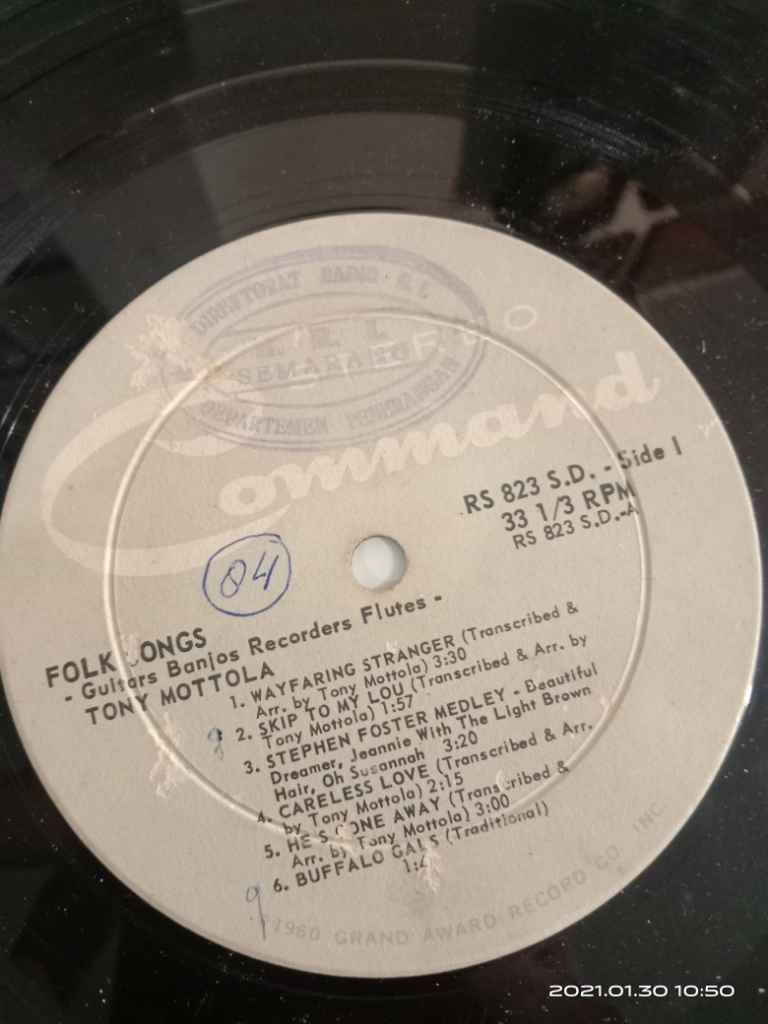 DIREKTORAT RADIO R.I.
SEMARANG
DEPARTEMEN PENERANGAN
Command
RS 823 S.D. - Side 1
33 1/3 RPM
RS 823 S.D.-A
04
FOLK SONGS
- Guitars Banjos Recorders Flutes -
TONY MOTTOLA
1. WAYFARING STRANGER (Transcribed &
Arr. by Tony Mottola) 3:30
2. SKIP TO MY LOU (Transcribed & Arr. by
Tony Mottola) 1:57
3. STEPHEN FOSTER MEDLEY - Beautiful
Dreamer, Jeannie With The Light Brown
Hair, Oh Susannah 3:20
4. CARELESS LOVE (Transcribed & Arr.
by Tony Mottola) 2:15
5. HE'S GONE AWAY (Transcribed &
Arr. by Tony Mottola) 3:00
6. BUFFALO GALS (Traditional)
1960 GRAND AWARD RECORD CO. INC.
2021.01.30 10:50